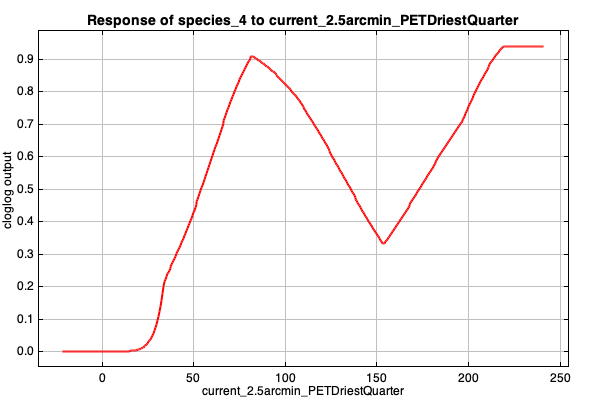 Response of species_4 to current_2.5arcmin_PETDriestQuarter
cloglog output
0.9
0.8
0.7
0.6
0.5
0.4
0.3
0.2
0.1
0.0
0 50 100 150 200 250
current_2.5arcmin_PETDriestQuarter